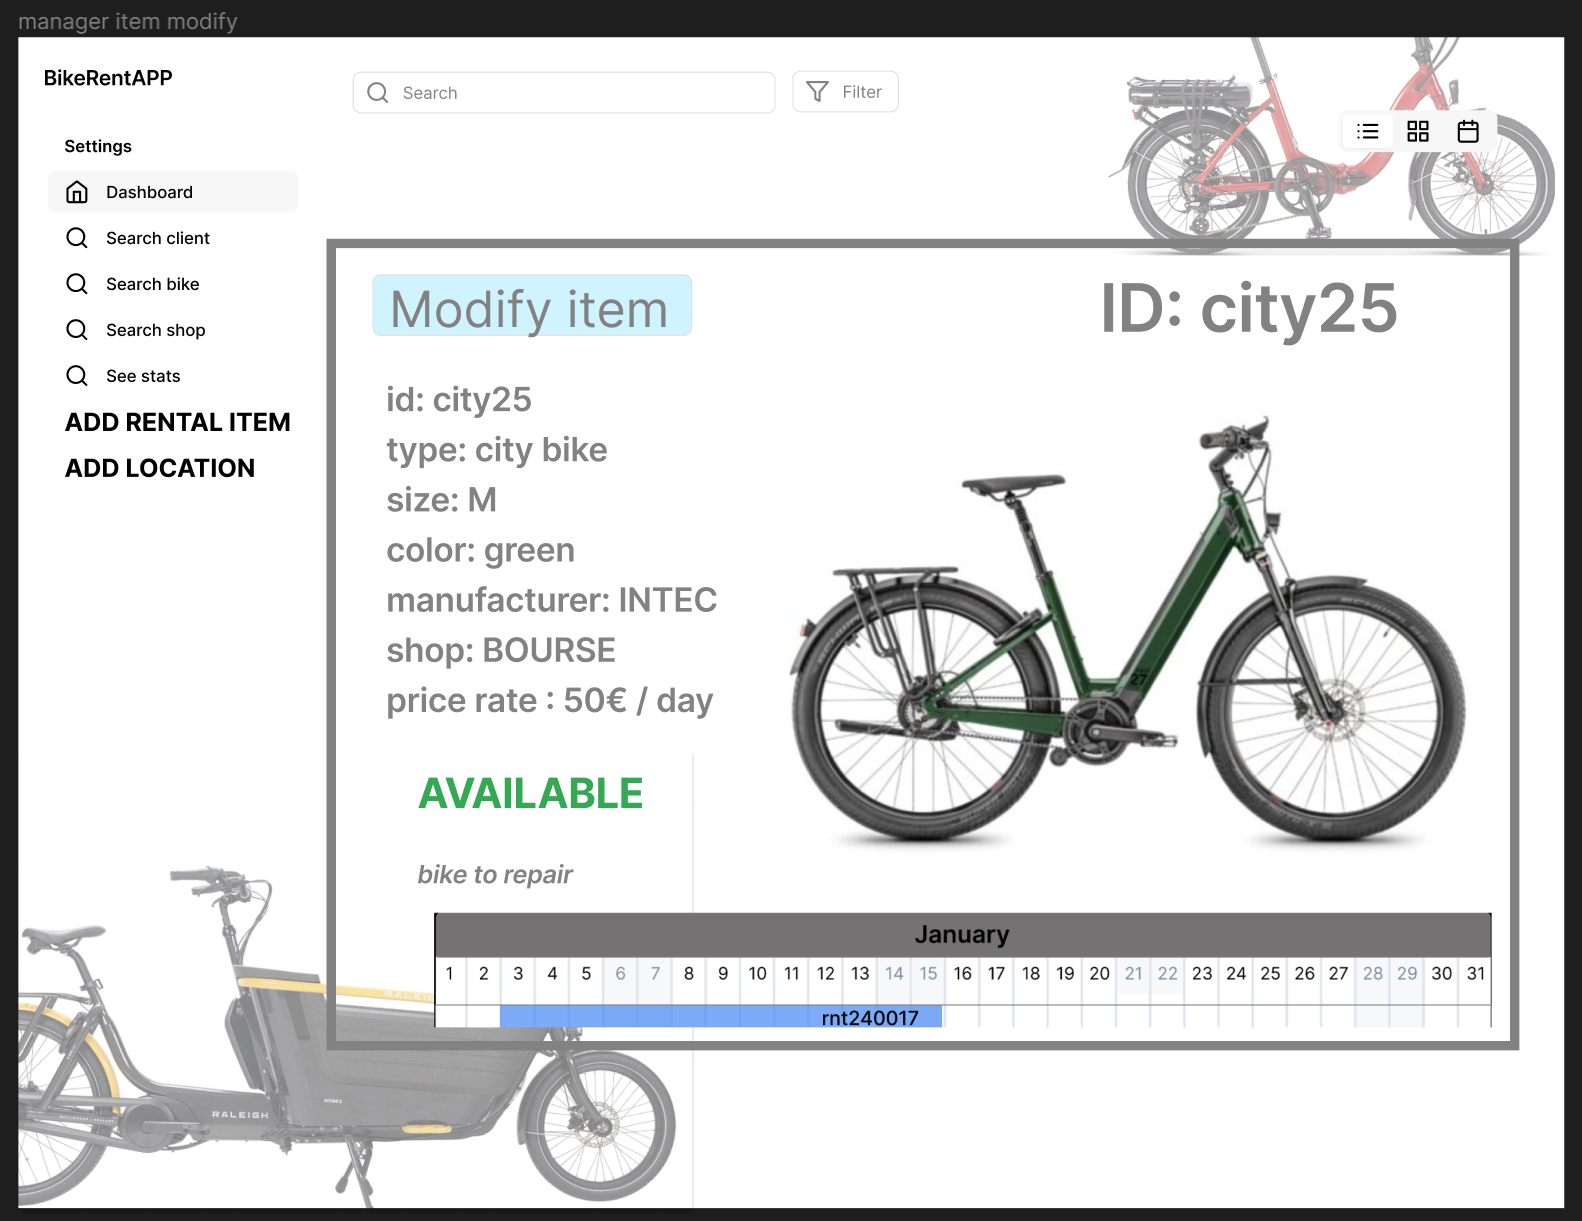 manager item modify
BikeRentAPP
Search
Filter
Settings
Dashboard
Search client
Search bike
Search shop
See stats
ADD RENTAL ITEM
ADD LOCATION
Modify item
ID: city25
id: city25
type: city bike
size: M
color: green
manufacturer: INTEC
shop: BOURSE
price rate : 50€ / day
27
AVAILABLE
bike to repair
January
1 2 3 4 5 6 7 8 9 10 11 12 13 14 15 16 17 18 19 20 21 22 23 24 25 26 27 28 29 30 31
rnt240017
RALEIGH